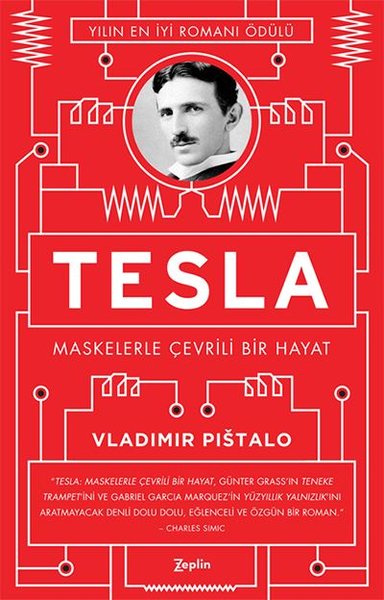 YILIN EN İYİ ROMANI ÖDÜLÜ
TESLA
MASKELERLE ÇEVRİLİ BİR HAYAT
VLADIMIR PIŠTALO
"TESLA: MASKELERLE ÇEVRİLİ BİR HAYAT, GÜNTER GRASS'IN TENEKE
TRAMPET'İNİ VE GABRIEL GARCIA MARQUEZ'İN YÜZYILLIK YALNIZLIK'INI
ARATMAYACAK DENLİ DOLU DOLU, EĞLENCELİ VE ÖZGÜN BİR ROMAN."
– CHARLES SIMIC
Zeplin